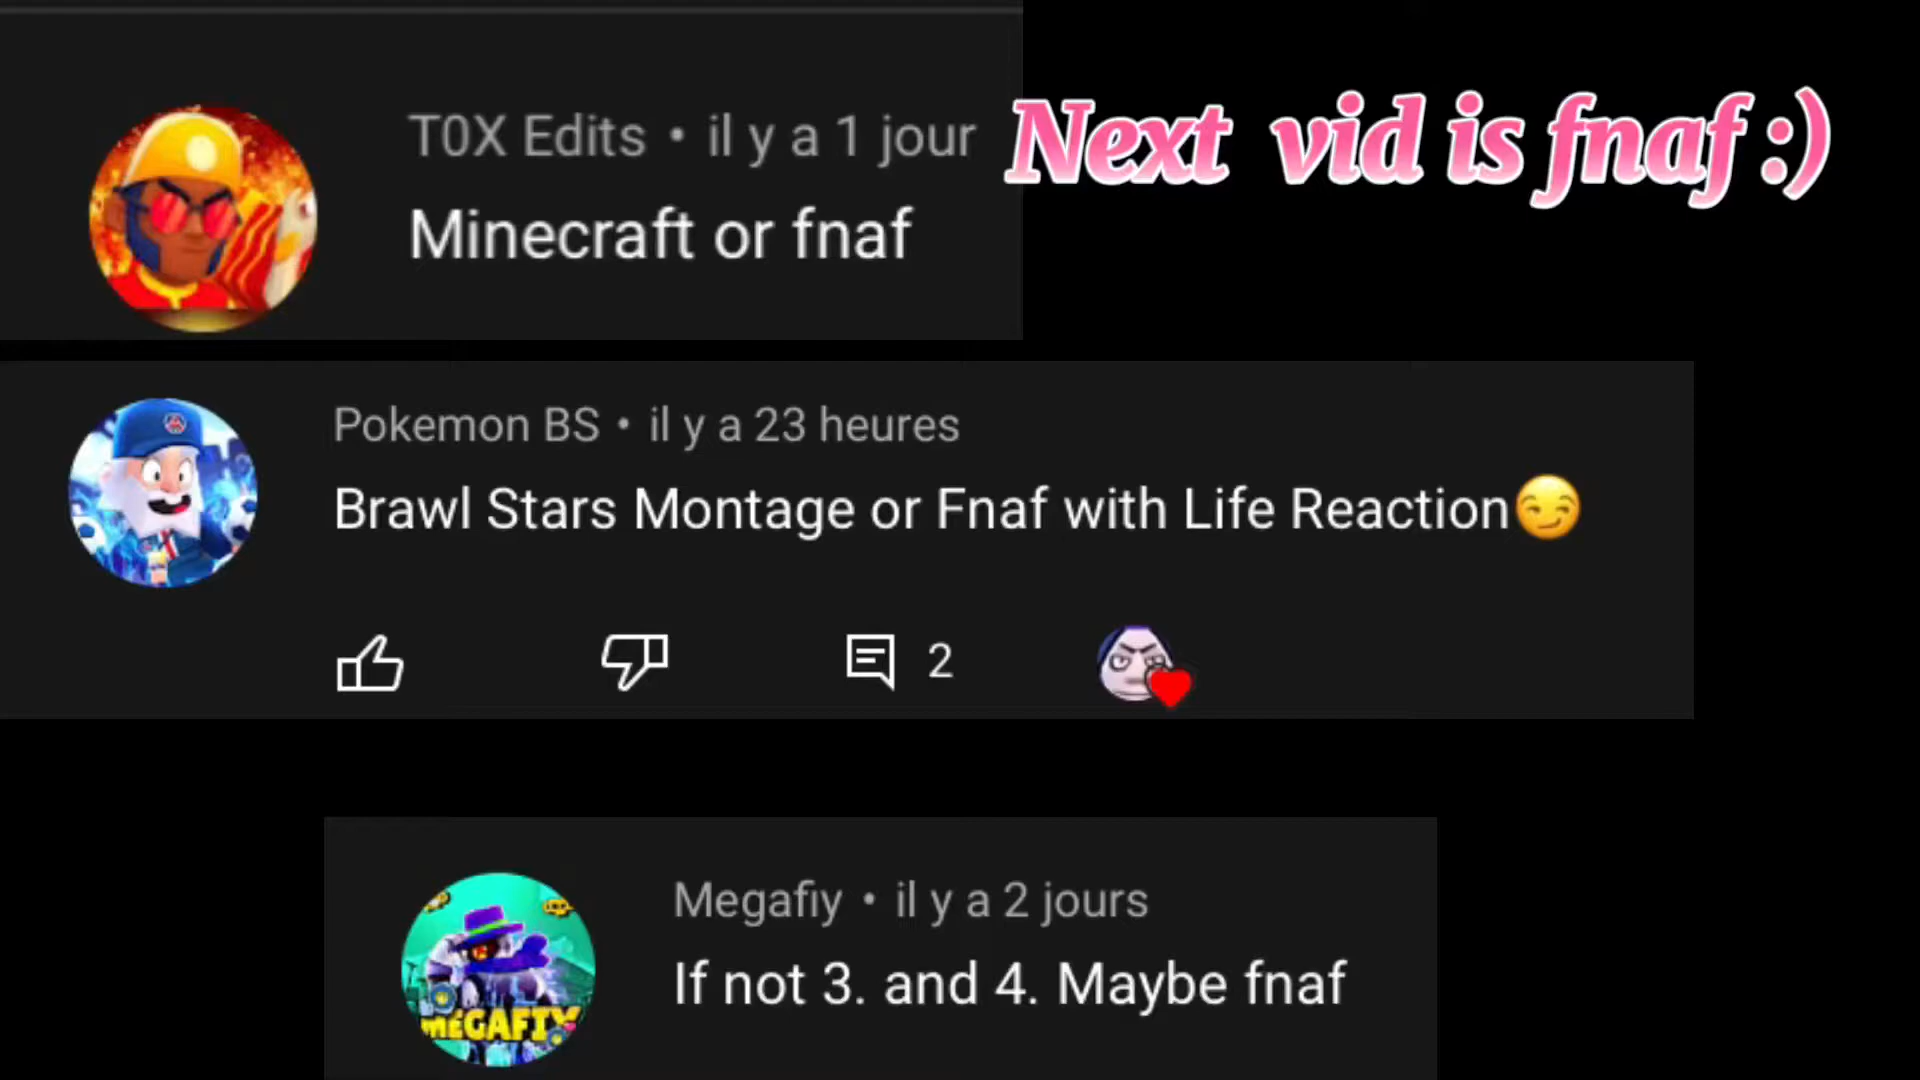 T0X Edits • il y a 1 jour
Next vid is fnaf :)
Minecraft or fnaf
Pokemon BS • il y a 23 heures
Brawl Stars Montage or Fnaf with Life Reaction😏
2
Megafiy • il y a 2 jours
If not 3. and 4. Maybe fnaf
MEGAFIY